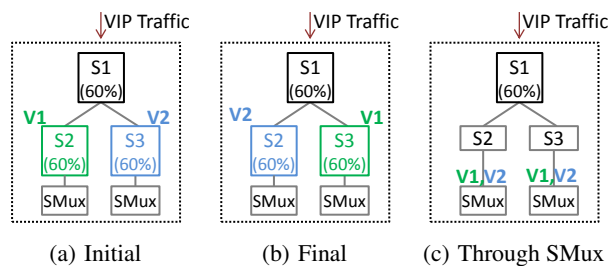 VIP Traffic
S1
(60%)
V1
V2
S2
(60%)
S3
(60%)
SMux
SMux
(a) Initial
VIP Traffic
S1
(60%)
V2
V1
S2
(60%)
S3
(60%)
SMux
SMux
(b) Final
VIP Traffic
S1
(60%)
S2
S3
V1,V2
V1,V2
SMux
SMux
(c) Through SMux